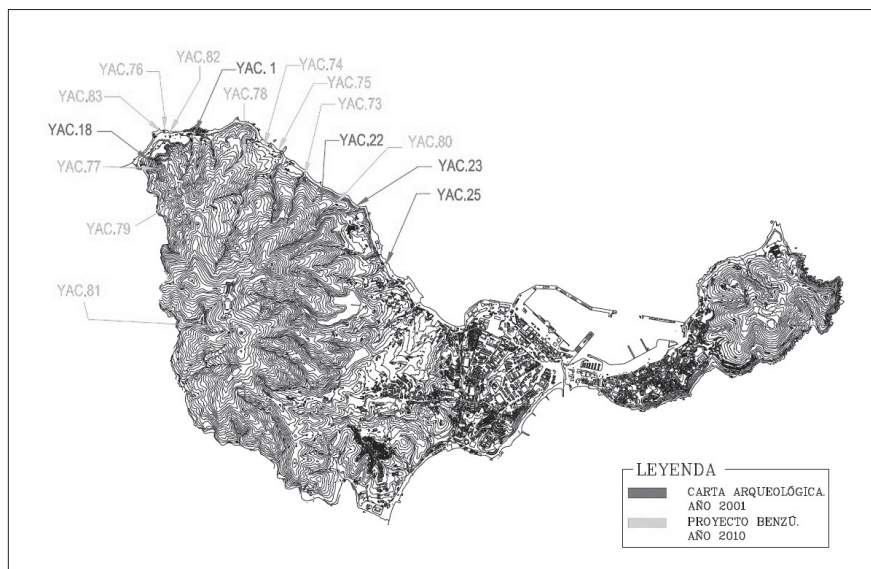 YAC.82
YAC.76
YAC. 1
YAC.74
YAC.75
YAC.83
YAC.78
YAC.73
YAC.18
YAC.22
YAC.80
YAC.77
YAC.23
YAC.25
YAC.79
YAC.81
LEYENDA
CARTA ARQUEOLÓGICA.
AÑO 2001
PROYECTO BENZÚ.
AÑO 2010